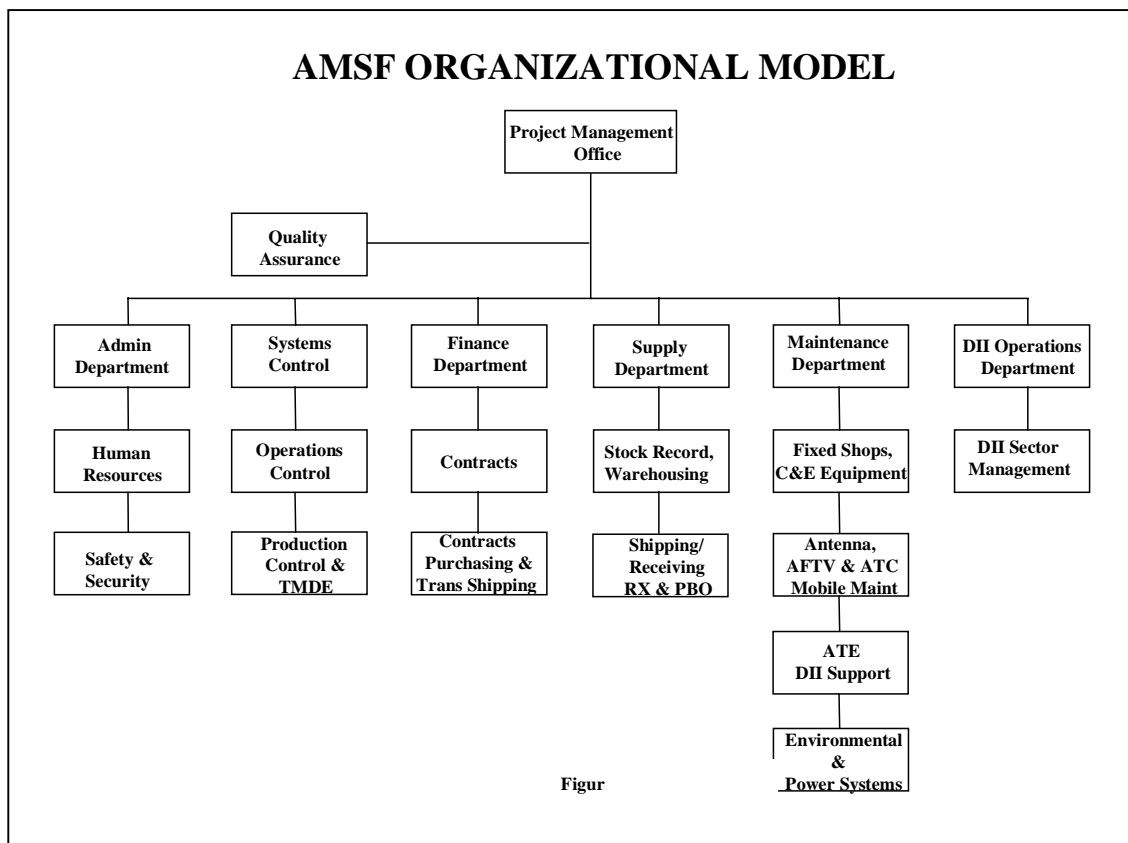 AMSF ORGANIZATIONAL MODEL
Project Management
Office
Quality
Assurance
Admin
Department
Systems
Control
Finance
Department
Supply
Department
Maintenance
Department
DII Operations
Department
Human
Resources
Operations
Control
Contracts
Stock Record,
Warehousing
Fixed Shops,
C&E Equipment
DII Sector
Management
Safety &
Security
Production
Control &
TMDE
Contracts
Purchasing &
Trans Shipping
Shipping/
Receiving
RX & PBO
Antenna,
AFTV & ATC
Mobile Maint
ATE
DII Support
Environmental
&
Power Systems
Figur